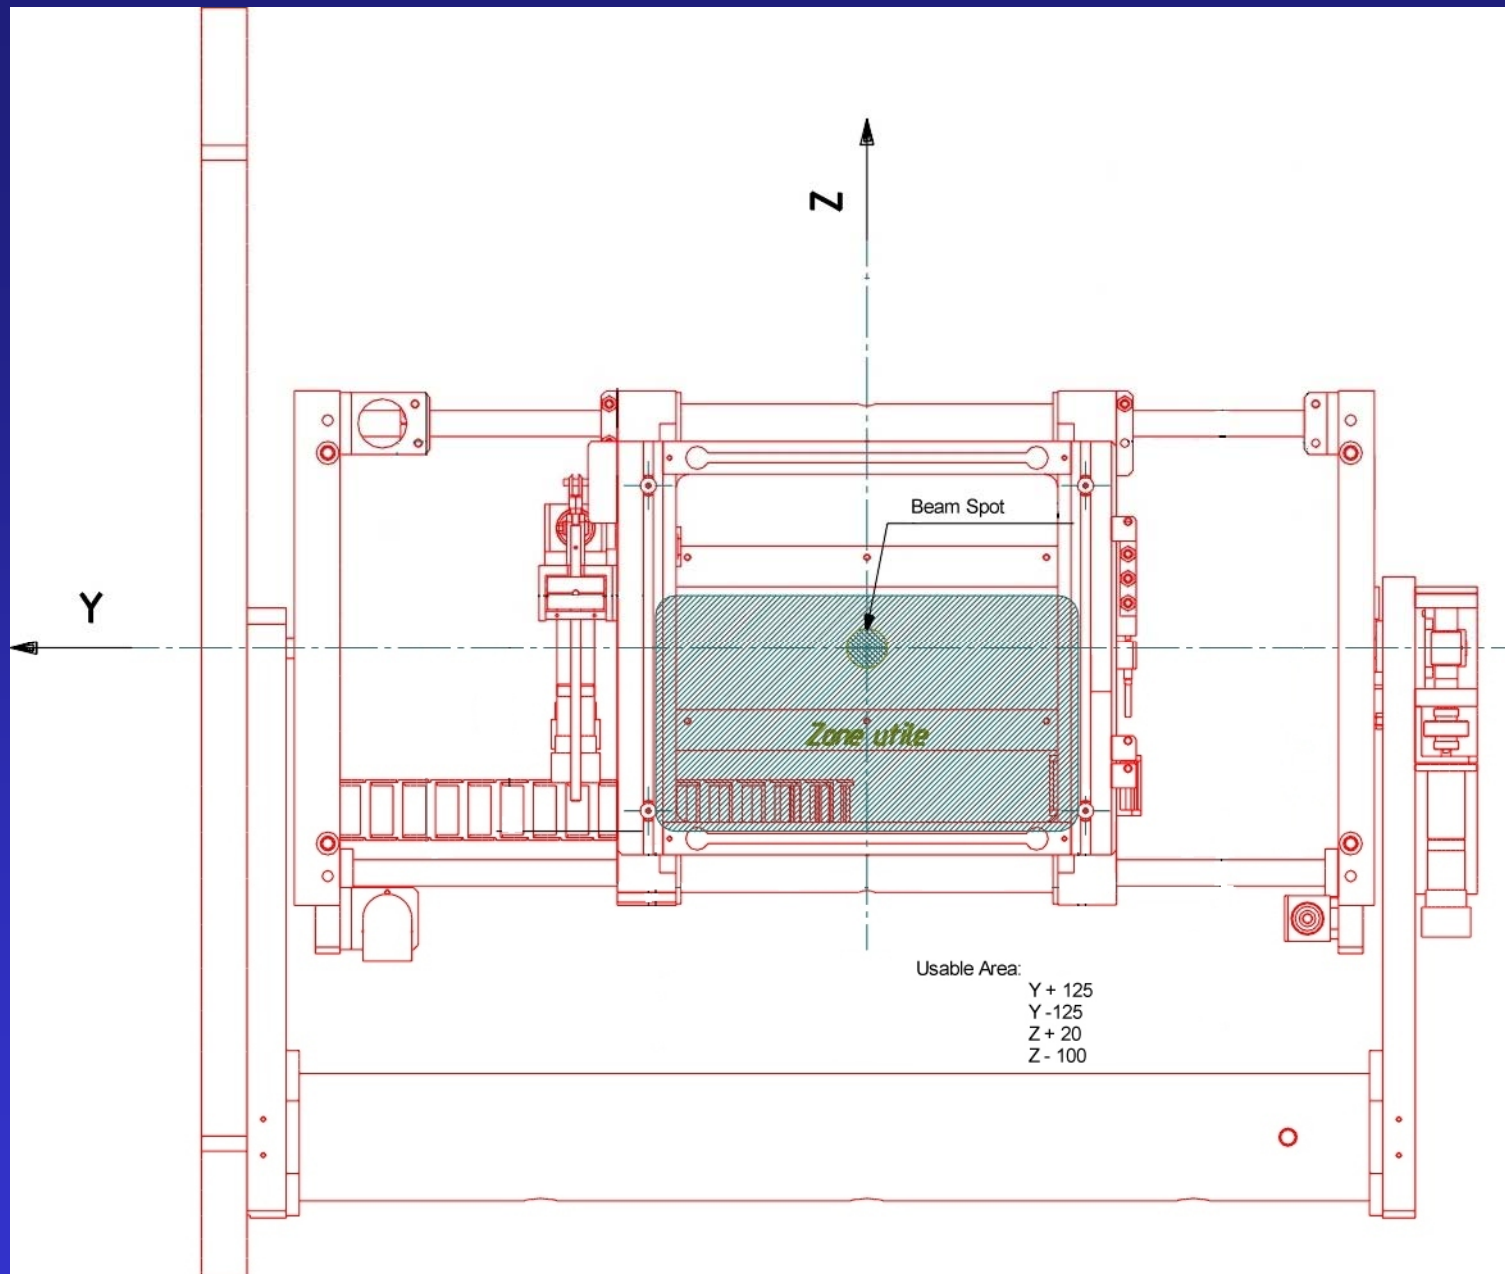 Z
Beam Spot
Y
Zone utile
Usable Area:
Y + 125
Y -125
Z + 20
Z - 100